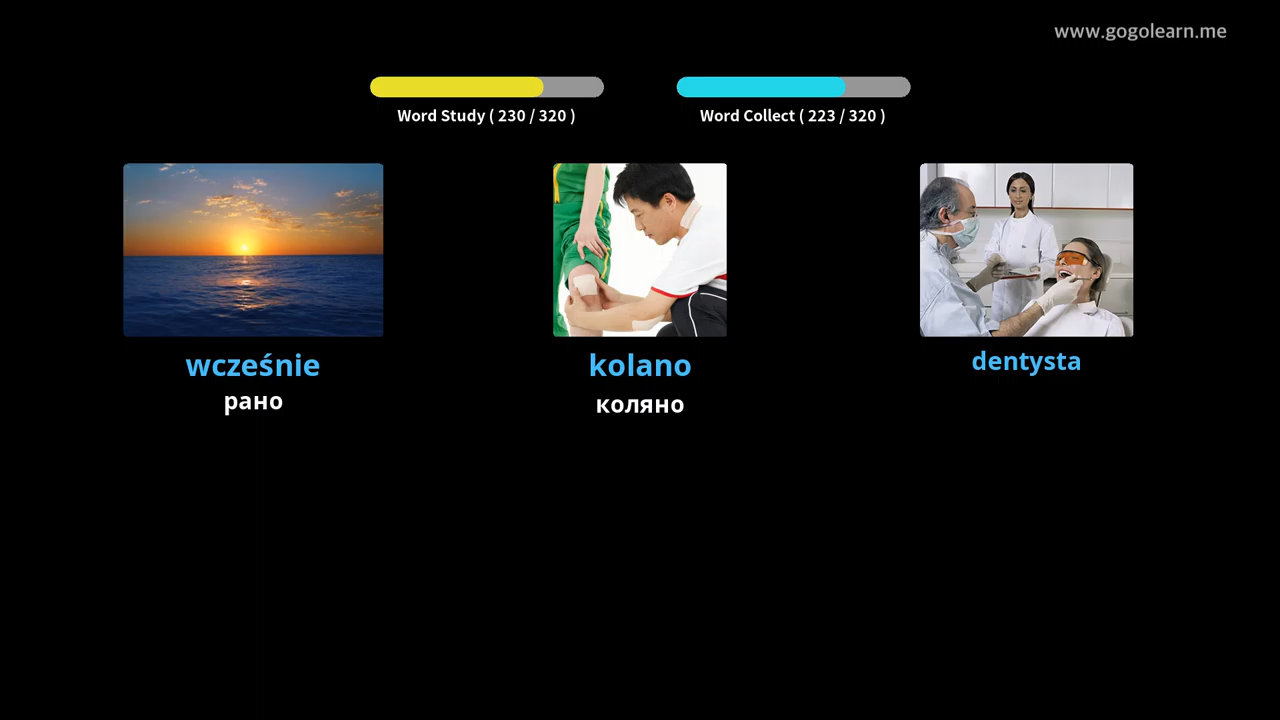 www.gogolearn.me
Word Study ( 230 / 320 )
Word Collect ( 223 / 320 )
wcześnie
рано
kolano
коляно
dentysta